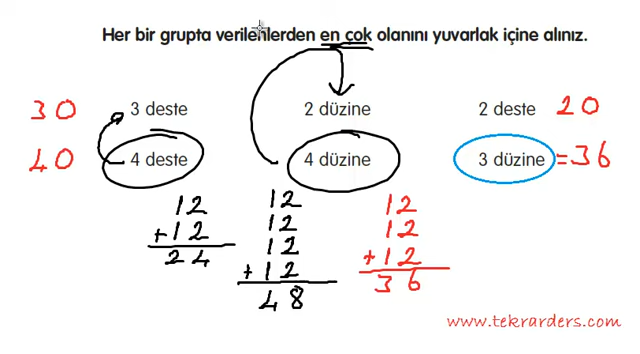 Her bir grupta verilenlerden en çok olanını yuvarlak içine alınız.
30 3 deste 2 düzine 2 deste 20
40 4 deste 4 düzine 3 düzine =36
12 12 12
+12 12 12
24 12 +12
+12 36
48
www.tekrarders.com